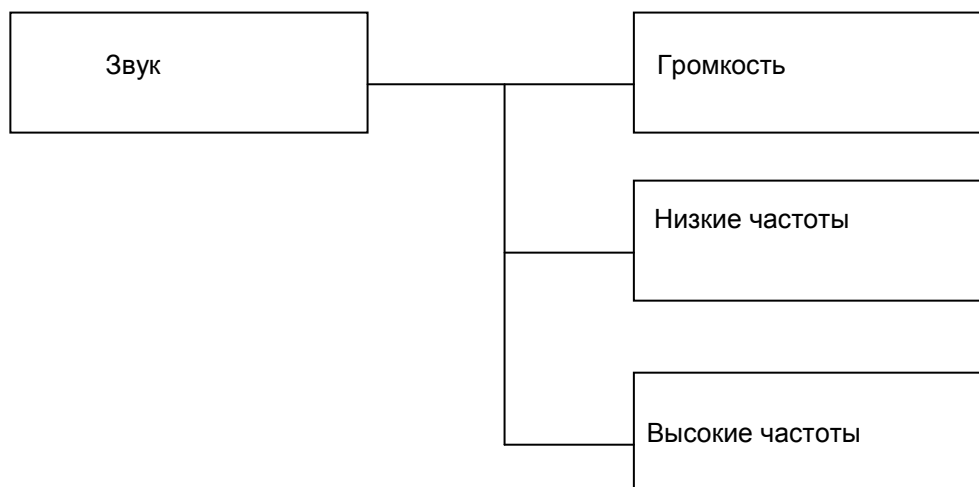 Звук
Громкость
Низкие частоты
Высокие частоты